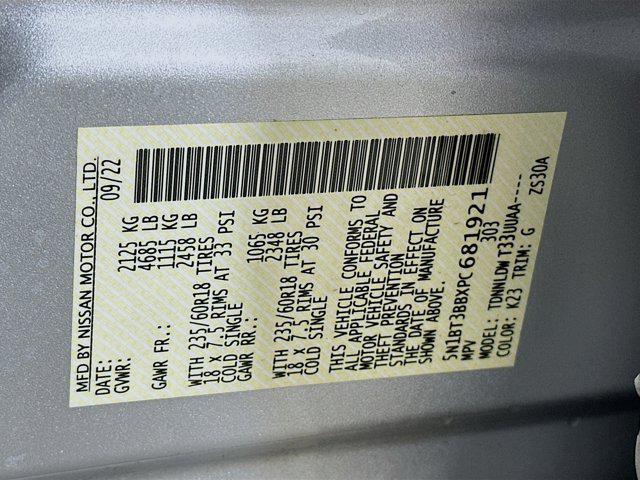 MFD BY NISSAN MOTOR CO., LTD.
DATE: 09/22
GVWR: 2125 KG
4685 LB
GAWR FR.: 1115 KG
2458 LB
WITH 235/60R18 TIRES
18 x 7.5 RIMS AT 33 PSI
COLD SINGLE
GAWR RR.: 1065 KG
2348 LB
WITH 235/60R18 TIRES
18 x 7.5 RIMS AT 30 PSI
COLD SINGLE
THIS VEHICLE CONFORMS TO
ALL APPLICABLE FEDERAL
MOTOR VEHICLE SAFETY AND
THEFT PREVENTION
STANDARDS IN EFFECT ON
THE DATE OF MANUFACTURE
SHOWN ABOVE.
5N1BT3BBXPC681921
MPV 303
MODEL: TDNNLDW T33UUAA----
COLOR: K23 TRIM: G ZS30A